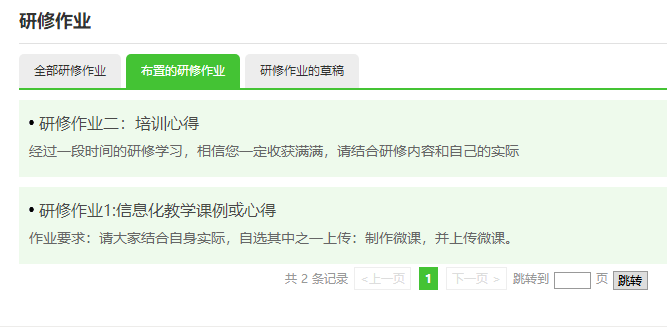 研修作业
全部研修作业 布置的研修作业 研修作业的草稿
• 研修作业二：培训心得
经过一段时间的研修学习，相信您一定收获满满，请结合研修内容和自己的实际
• 研修作业1:信息化教学课例或心得
作业要求：请大家结合自身实际，自选其中之一上传：制作微课，并上传微课。
共 2 条记录 <上一页 1 下一页 > 跳转到 页 跳转